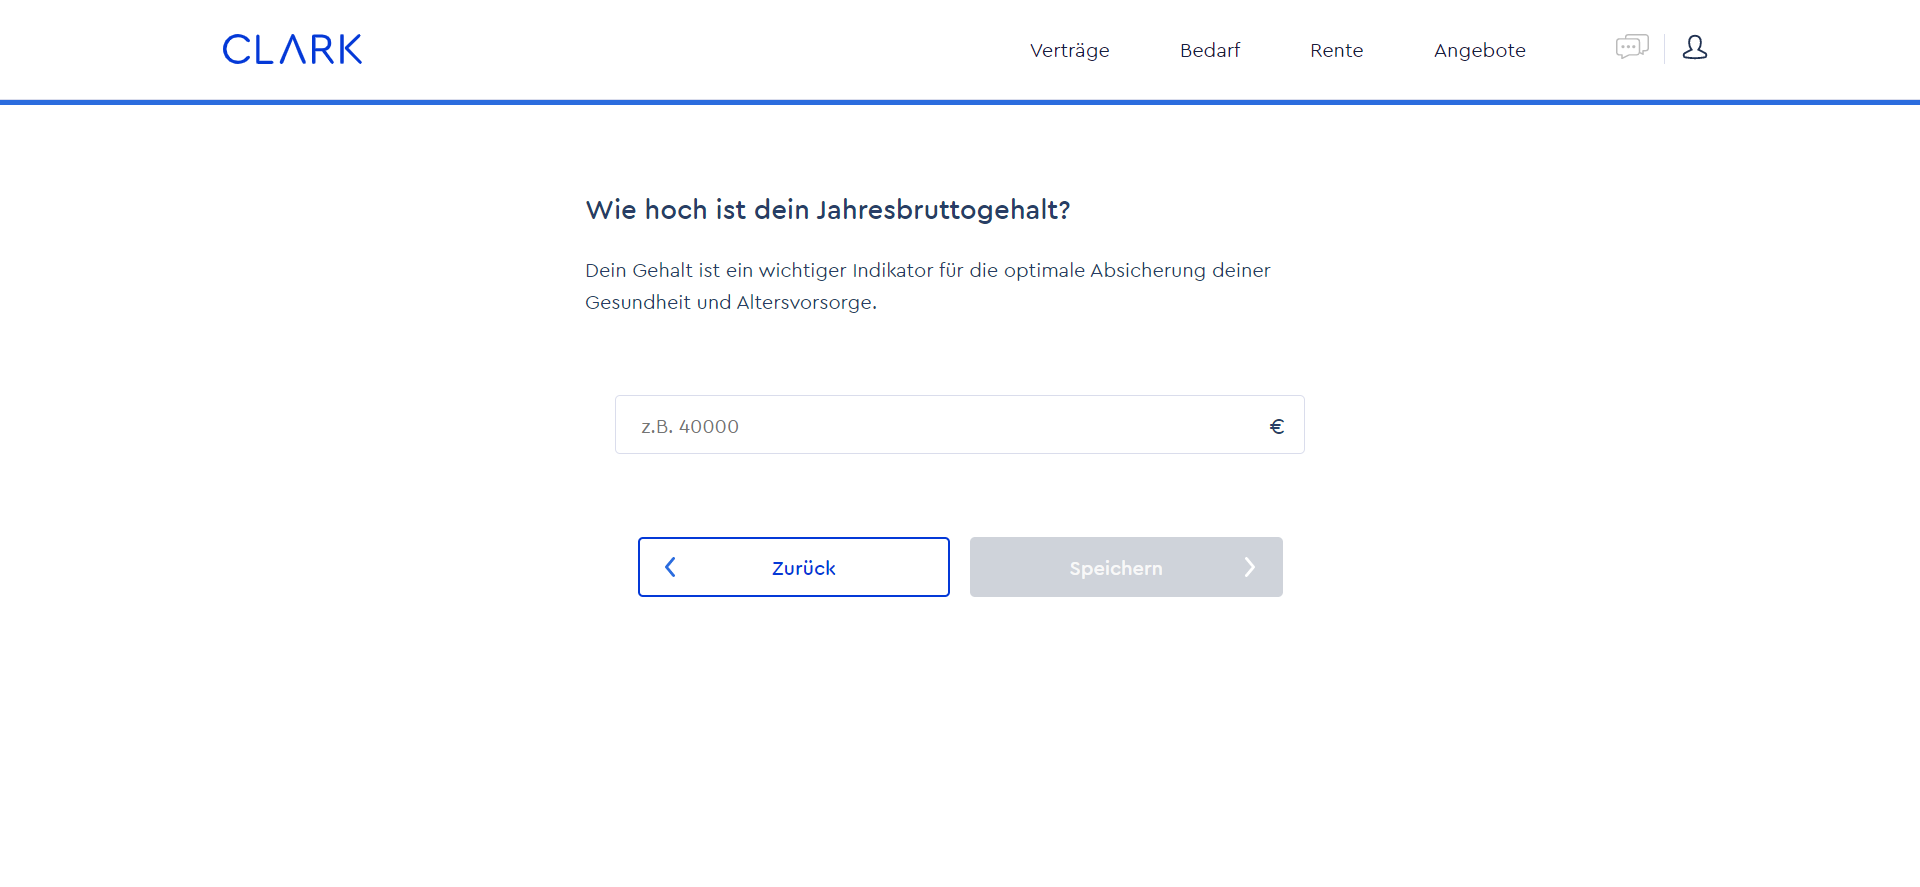 CLARK
Verträge
Bedarf
Rente
Angebote
Wie hoch ist dein Jahresbruttogehalt?
Dein Gehalt ist ein wichtiger Indikator für die optimale Absicherung deiner
Gesundheit und Altersvorsorge.
z.B. 40000 €
Zurück
Speichern